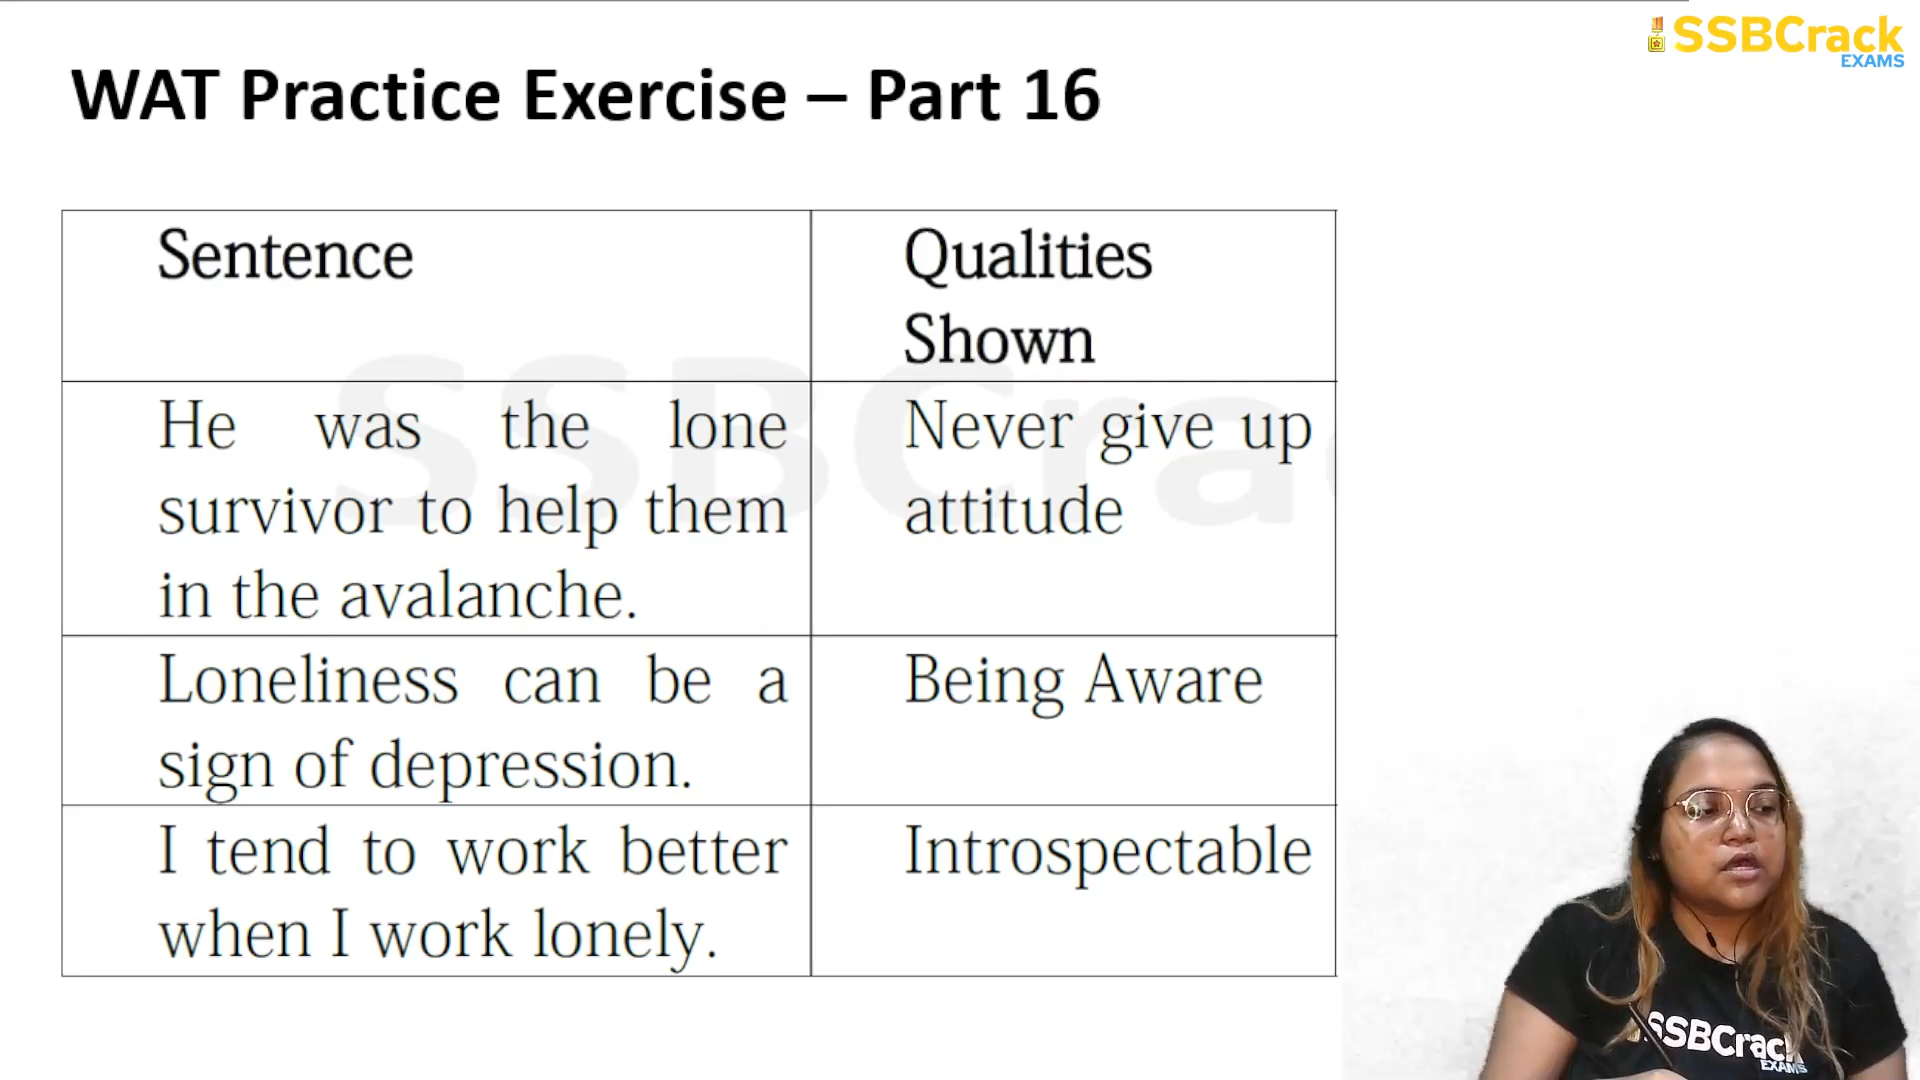 SSBCrack
EXAMS
WAT Practice Exercise – Part 16
Sentence
Qualities
Shown
He was the lone
survivor to help them
in the avalanche.
Never give up
attitude
Loneliness can be a
sign of depression.
Being Aware
I tend to work better
when I work lonely.
Introspectable
SSBCra
SSBCrack
EXAMS